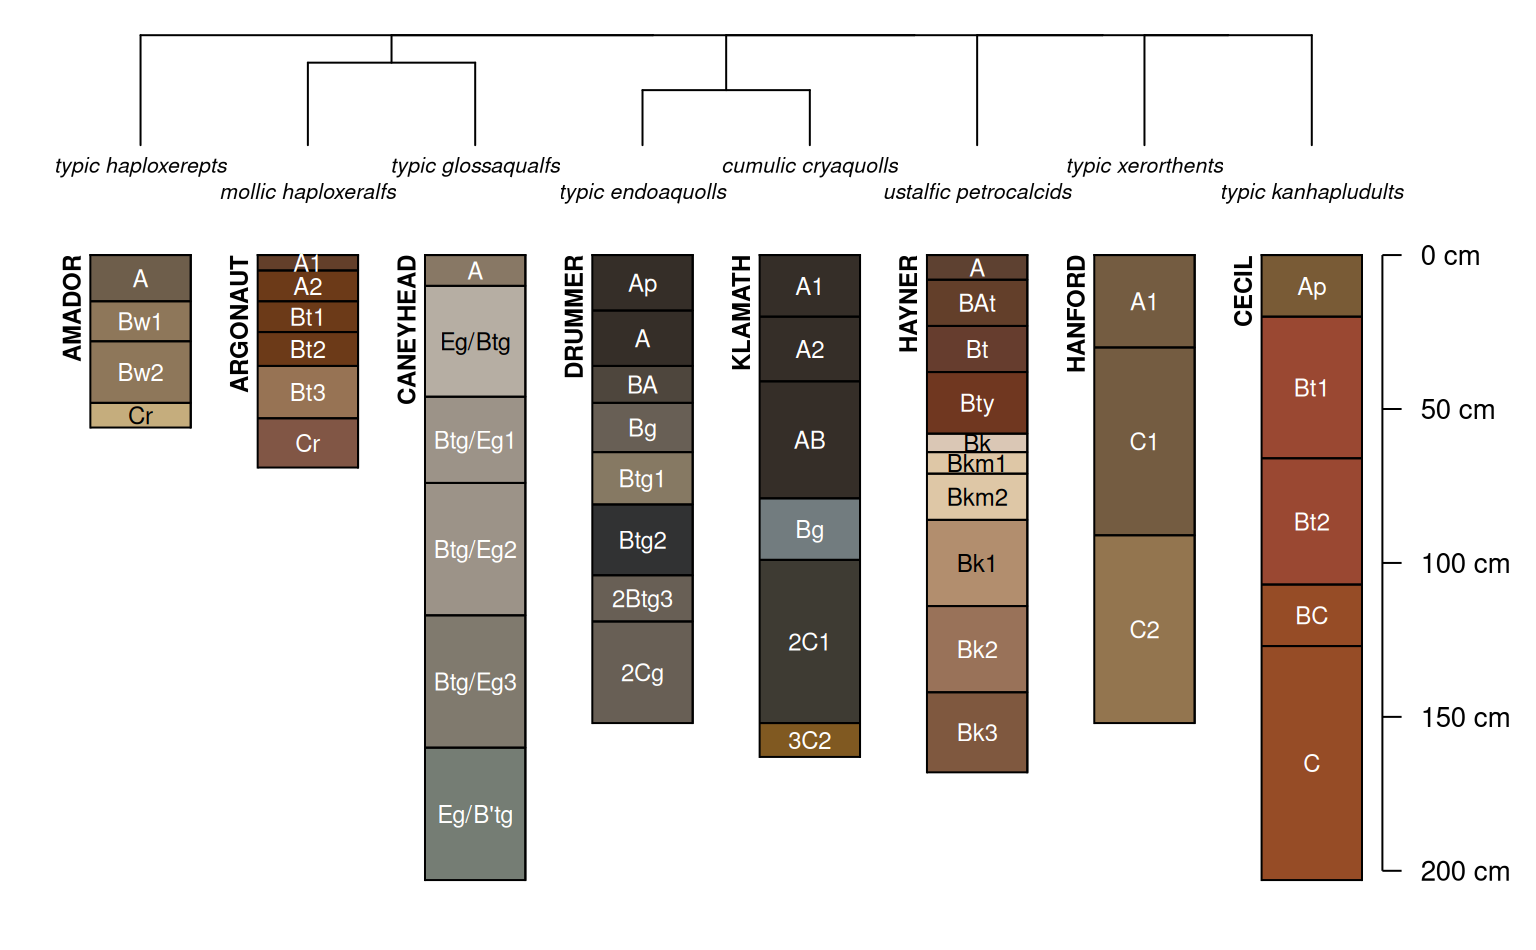 typic haploxerepts
typic glossaqualfs
cumulic cryaquolls
typic xerorthents
mollic haploxeralfs
typic endoaquolls
ustalfic petrocalcids
typic kanhapludults
AMADOR
A
Bw1
Bw2
Cr
ARGONAUT
A1
A2
Bt1
Bt2
Bt3
Cr
CANEYHEAD
A
Eg/Btg
Btg/Eg1
Btg/Eg2
Btg/Eg3
Eg/B'tg
DRUMMER
Ap
A
BA
Bg
Btg1
Btg2
2Btg3
2Cg
KLAMATH
A1
A2
AB
Bg
2C1
3C2
HAYNER
A
BAt
Bt
Bty
Bk
Bkm1
Bkm2
Bk1
Bk2
Bk3
HANFORD
A1
C1
C2
CECIL
Ap
Bt1
Bt2
BC
C
0 cm
50 cm
100 cm
150 cm
200 cm